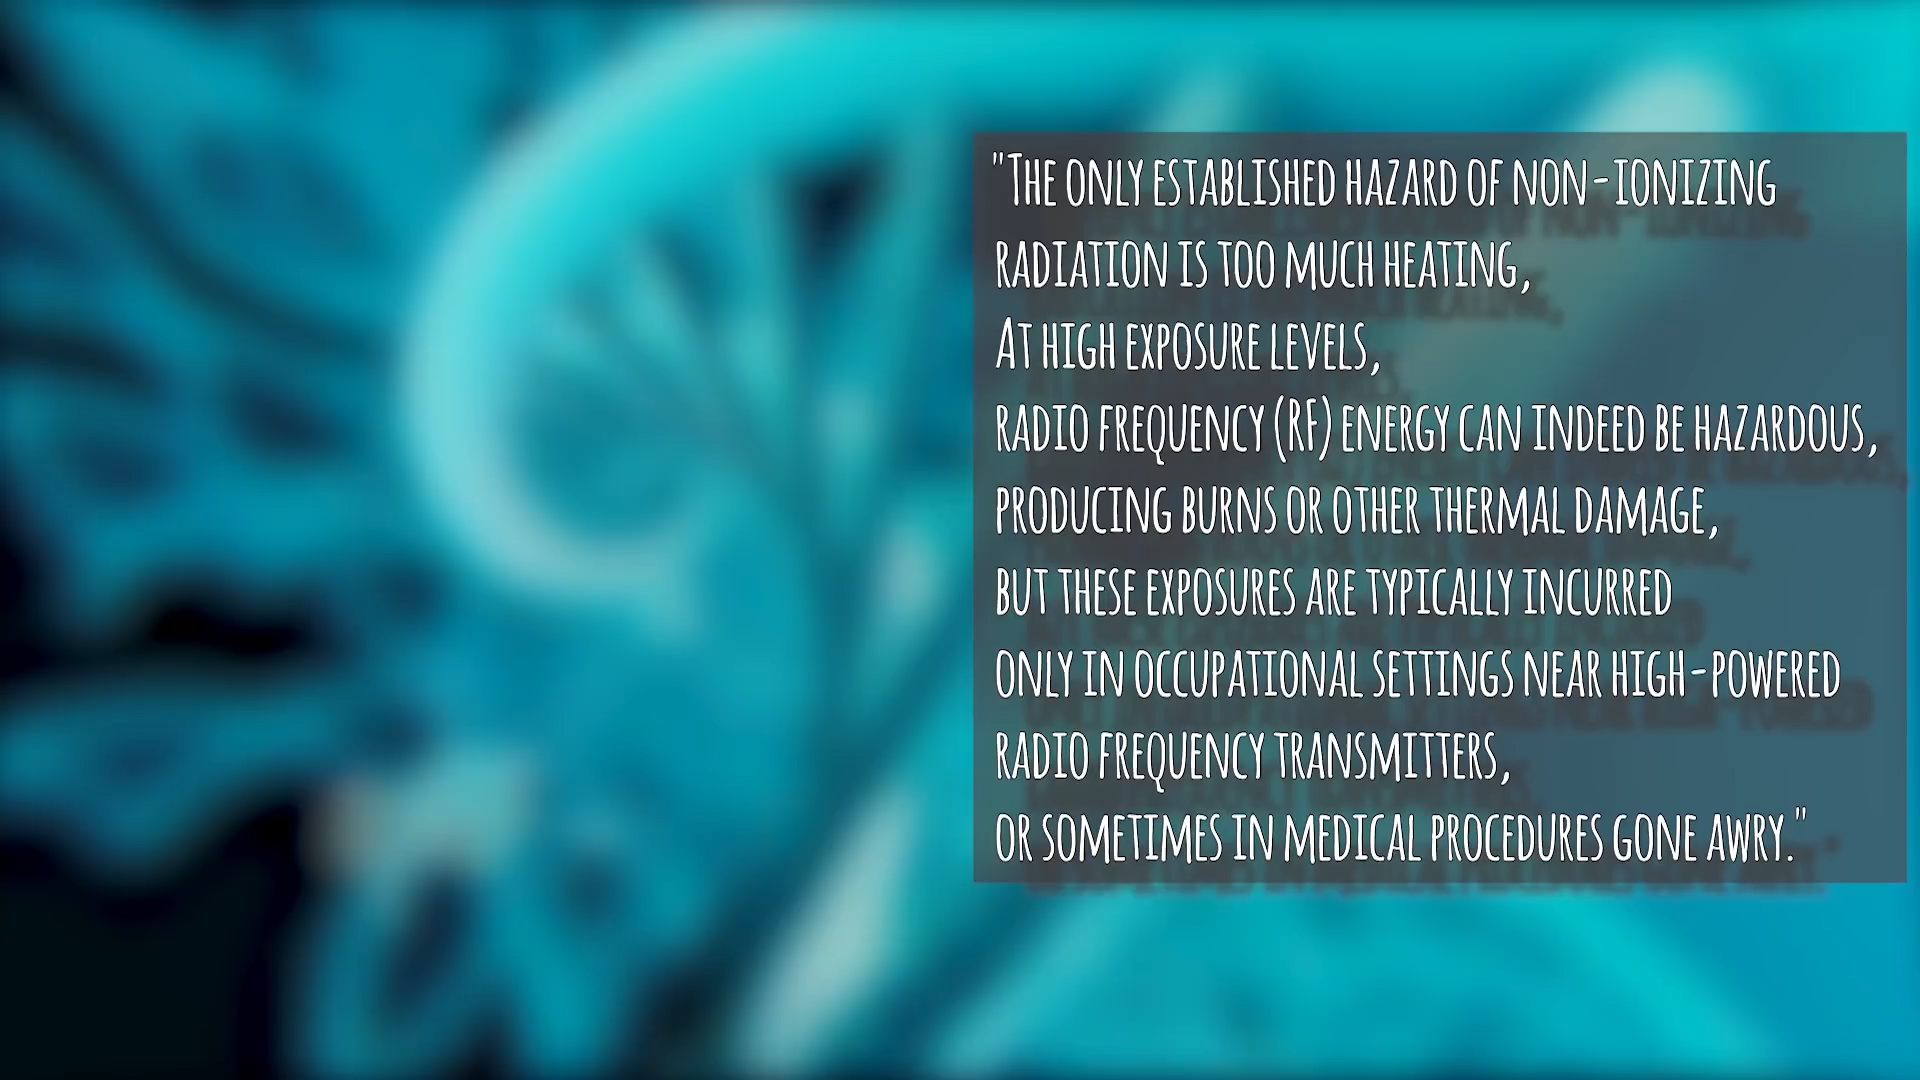 "The only established hazard of non-ionizing
radiation is too much heating,
At high exposure levels,
radio frequency (RF) energy can indeed be hazardous,
producing burns or other thermal damage,
but these exposures are typically incurred
only in occupational settings near high-powered
radio frequency transmitters,
or sometimes in medical procedures gone awry."